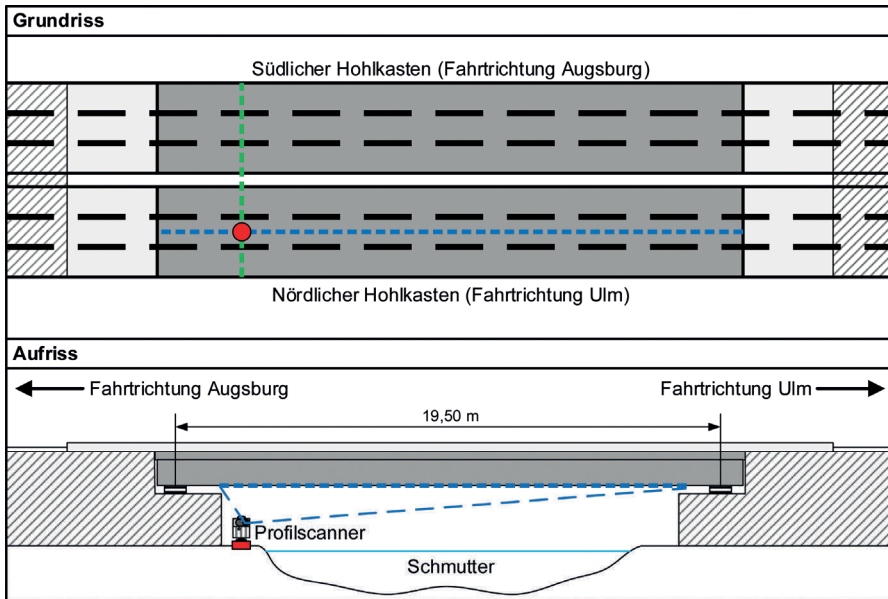 Grundriss
Südlicher Hohlkasten (Fahrtrichtung Augsburg)
Nördlicher Hohlkasten (Fahrtrichtung Ulm)
Aufriss
Fahrtrichtung Augsburg
Fahrtrichtung Ulm
19,50 m
Profilscanner
Schmutter